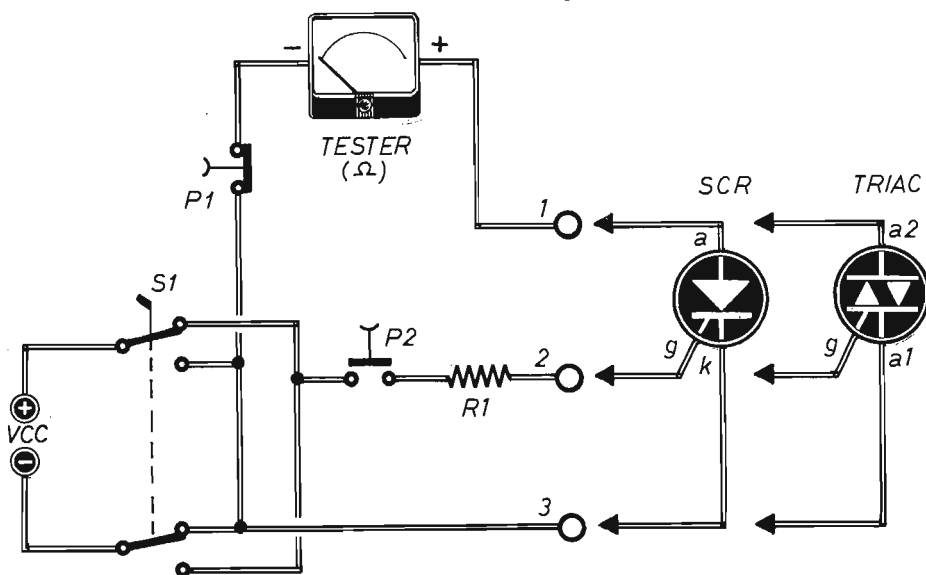 - +
TESTER
(Ω)
P1
SCR
TRIAC
1
a
a2
S1
P2
g
k
g
a1
2
R1
+
VCC
-
3